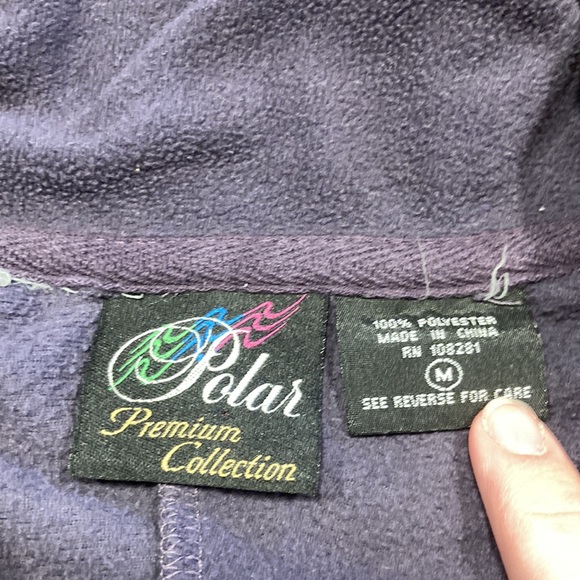 Polar
Premium
Collection
100% POLYESTER
MADE IN CHINA
RN 108281
M
SEE REVERSE FOR CARE